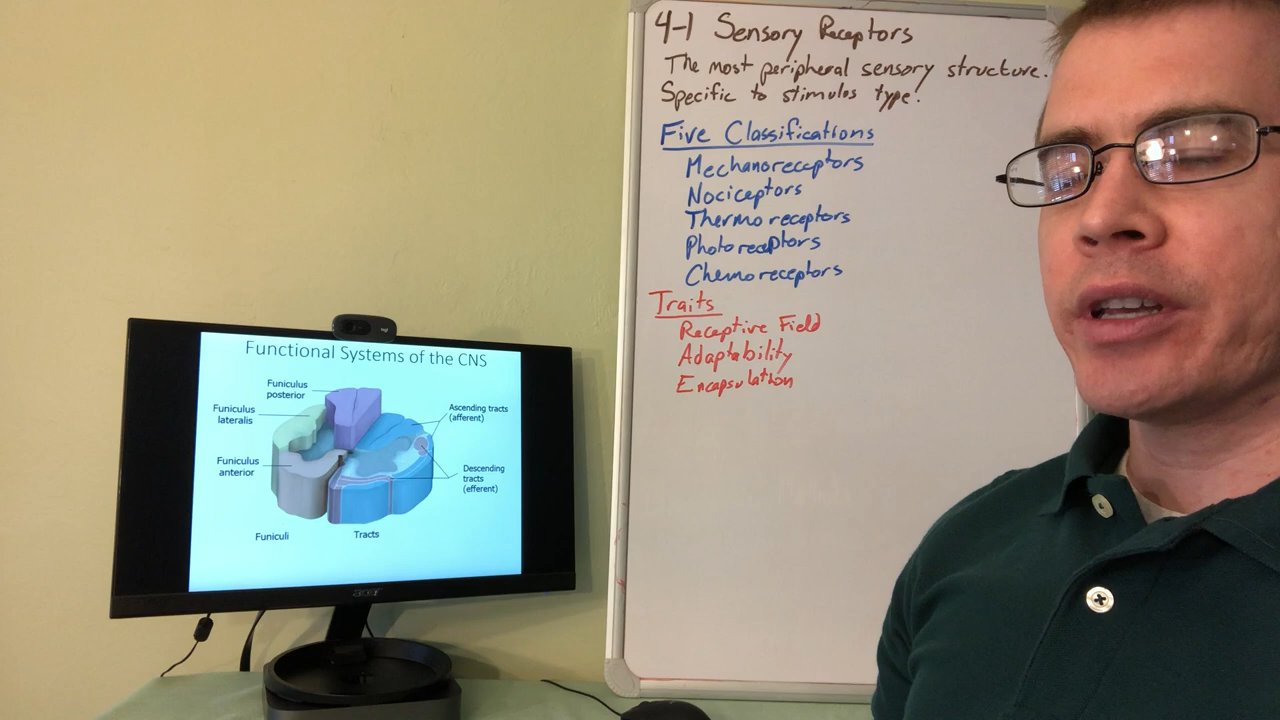 4-1 Sensory Receptors
The most peripheral sensory structure.
Specific to stimulus type.
Five Classifications
Mechanoreceptors
Nociceptors
Thermoreceptors
Photoreceptors
Chemoreceptors
Traits
Receptive Field
Adaptability
Encapsulation
Functional Systems of the CNS
Funiculus
posterior
Funiculus
lateralis
Funiculus
anterior
Ascending tracts
(afferent)
Descending
tracts
(efferent)
Funiculi
Tracts
acer